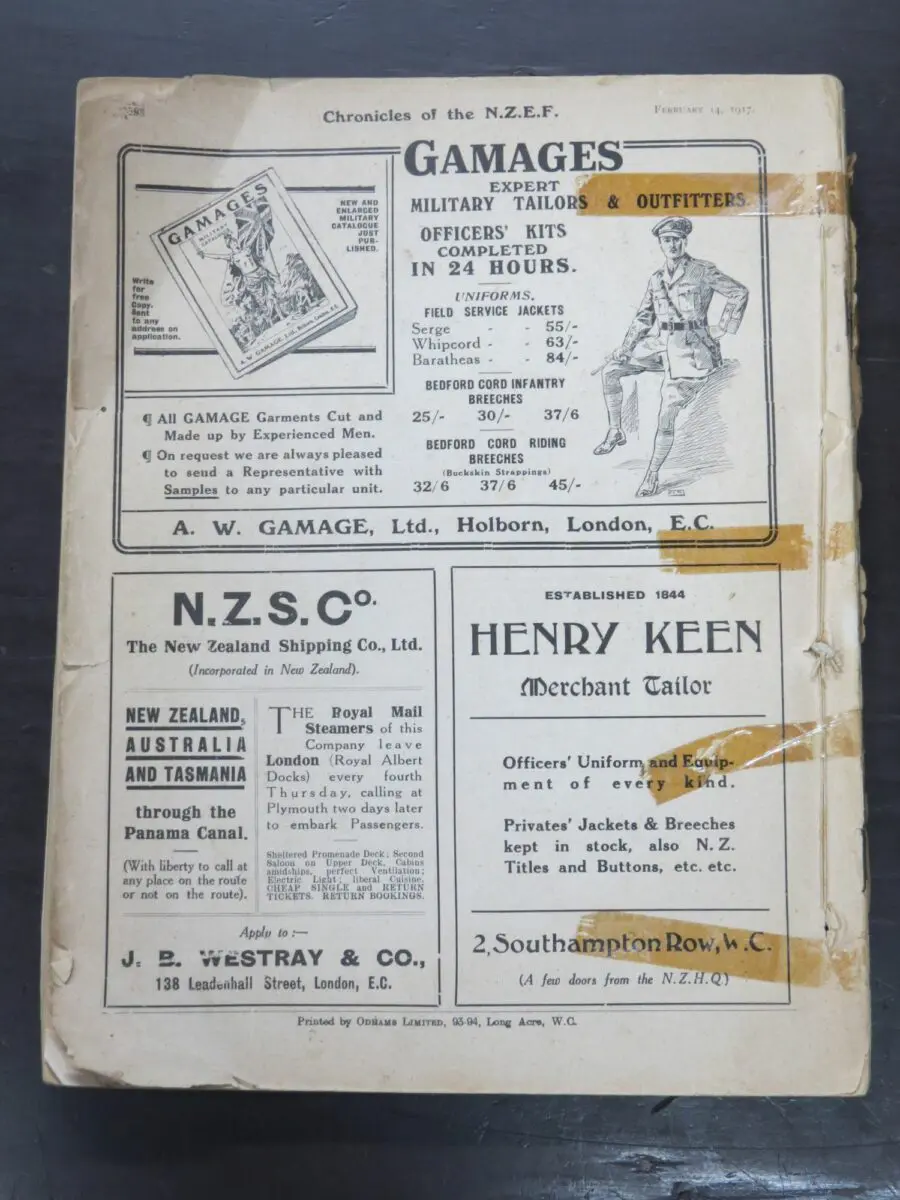 Chronicles of the N.Z.E.F.
February 14, 1917.
GAMAGES
MILITARY
CATALOGUE
A. W. GAMAGE, Ltd., Holborn, London, E.C.
NEW AND
ENLARGED
MILITARY
CATALOGUE
JUST
PUB-
LISHED.
Write
for
free
Copy.
Sent
to any
address on
application.
GAMAGES
EXPERT
MILITARY TAILORS & OUTFITTERS.
OFFICERS' KITS
COMPLETED
IN 24 HOURS.
UNIFORMS.
FIELD SERVICE JACKETS
Serge - - 55/-
Whipcord - - 63/-
Baratheas - - 84/-
BEDFORD CORD INFANTRY
BREECHES
25/- 30/- 37/6
BEDFORD CORD RIDING
BREECHES
(Buckskin Strappings)
32/6 37/6 45/-
¶ All GAMAGE Garments Cut and
Made up by Experienced Men.
¶ On request we are always pleased
to send a Representative with
Samples to any particular unit.
A. W. GAMAGE, Ltd., Holborn, London, E.C.
N.Z.S. Co.
The New Zealand Shipping Co., Ltd.
(Incorporated in New Zealand).
NEW ZEALAND,
AUSTRALIA
AND TASMANIA
through the
Panama Canal.
(With liberty to call at
any place on the route
or not on the route).
THE Royal Mail
Steamers of this
Company leave
London (Royal Albert
Docks) every fourth
Thursday, calling at
Plymouth two days later
to embark Passengers.
Sheltered Promenade Deck; Second
Saloon on Upper Deck, Cabins
amidships, perfect Ventilation;
Electric Light; liberal Cuisine.
CHEAP SINGLE and RETURN
TICKETS. RETURN BOOKINGS.
Apply to :—
J. B. WESTRAY & CO.,
138 Leadenhall Street, London, E.C.
ESTABLISHED 1844
HENRY KEEN
Merchant Tailor
Officers' Uniform and Equip-
ment of every kind.
Privates' Jackets & Breeches
kept in stock, also N.Z.
Titles and Buttons, etc. etc.
2, Southampton Row, W.C.
(A few doors from the N.Z.H.Q.)
Printed by Odhams Limited, 93-94, Long Acre, W.C.